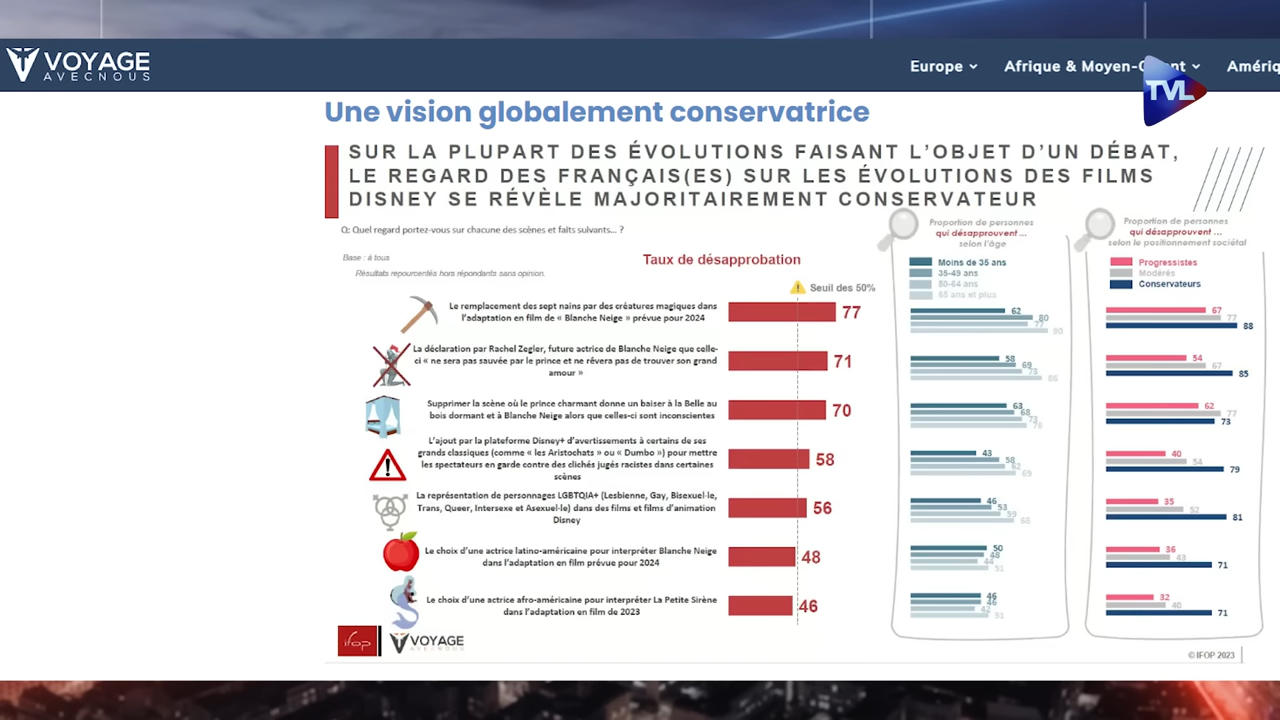 VOYAGE
AVECNOUS
Europe
Afrique & Moyen-O
nt
Amériq
TVL
Une vision globalement conservatrice
SUR LA PLUPART DES ÉVOLUTIONS FAISANT L'OBJET D'UN DÉBAT,
LE REGARD DES FRANÇAIS(ES) SUR LES ÉVOLUTIONS DES FILMS
DISNEY SE RÉVÈLE MAJORITAIREMENT CONSERVATEUR
Q: Quel regard portez-vous sur chacune des scènes et faits suivants... ?
Base : à tous
Résultats repourcentés hors répondants sans opinion.
Taux de désapprobation
Seuil des 50%
Proportion de personnes
qui désapprouvent ...
selon l'âge
Moins de 35 ans
35-49 ans
50-64 ans
65 ans et plus
Proportion de personnes
qui désapprouvent ...
selon le positionnement sociétal
Progressistes
Modérés
Conservateurs
Le remplacement des sept nains par des créatures magiques dans
l'adaptation en film de « Blanche Neige » prévue pour 2024
77
62
80
77
90
67
77
88
La déclaration par Rachel Zegler, future actrice de Blanche Neige que celle-
ci « ne sera pas sauvée par le prince et ne rêvera pas de trouver son grand
amour »
71
58
69
73
86
54
67
85
Supprimer la scène où le prince charmant donne un baiser à la Belle au
bois dormant et à Blanche Neige alors que celles-ci sont inconscientes
70
63
68
73
76
62
77
73
L'ajout par la plateforme Disney+ d'avertissements à certains de ses
grands classiques (comme « les Aristochats » ou « Dumbo ») pour mettre
les spectateurs en garde contre des clichés jugés racistes dans certaines
scènes
58
43
58
62
69
40
54
79
La représentation de personnages LGBTQIA+ (Lesbienne, Gay, Bisexuel·le,
Trans, Queer, Intersexe et Asexuel·le) dans des films et films d'animation
Disney
56
46
53
59
68
35
52
81
Le choix d'une actrice latino-américaine pour interpréter Blanche Neige
dans l'adaptation en film prévue pour 2024
48
50
48
44
51
36
43
71
Le choix d'une actrice afro-américaine pour interpréter La Petite Sirène
dans l'adaptation en film de 2023
46
46
46
42
51
32
40
71
ifop
VOYAGE
AVECNOUS
© IFOP 2023